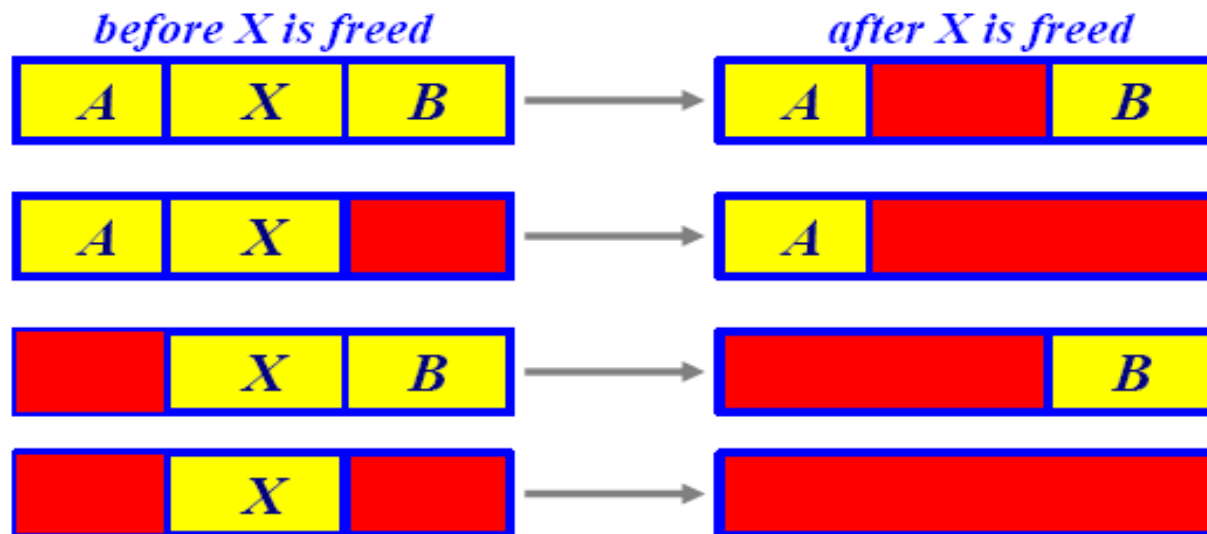 before X is freed
after X is freed
A X B
A B
A X
A
X B
B
X